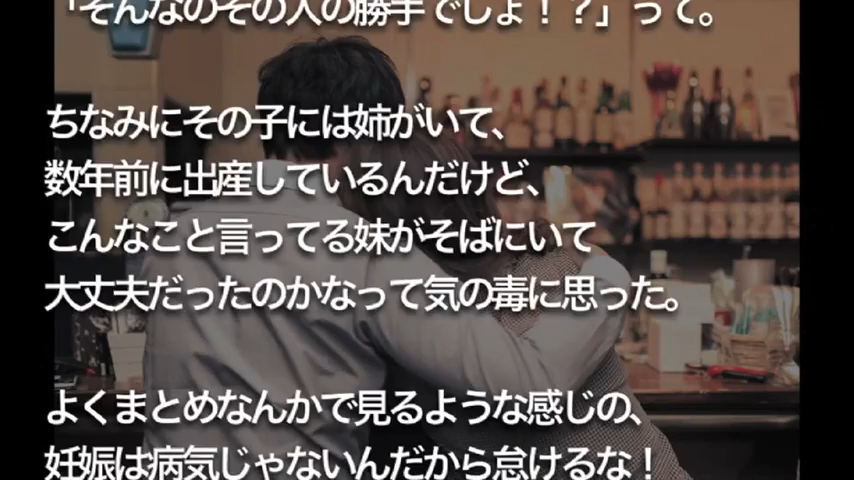 「そんなのその人の勝手でしょ！？」って。
ちなみにその子には姉がいて、
数年前に出産しているんだけど、
こんなこと言ってる妹がそばにいて
大丈夫だったのかなって気の毒に思った。
よくまとめなんかで見るような感じの、
妊娠は病気じゃないんだから怠けるな！